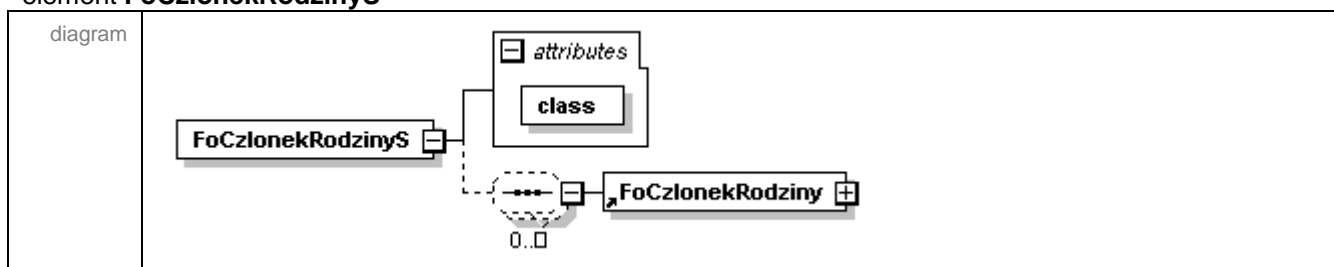 element FoCzlonekRodzinyS
diagram
attributes
class
FoCzlonekRodzinyS
FoCzlonekRodziny
0..□